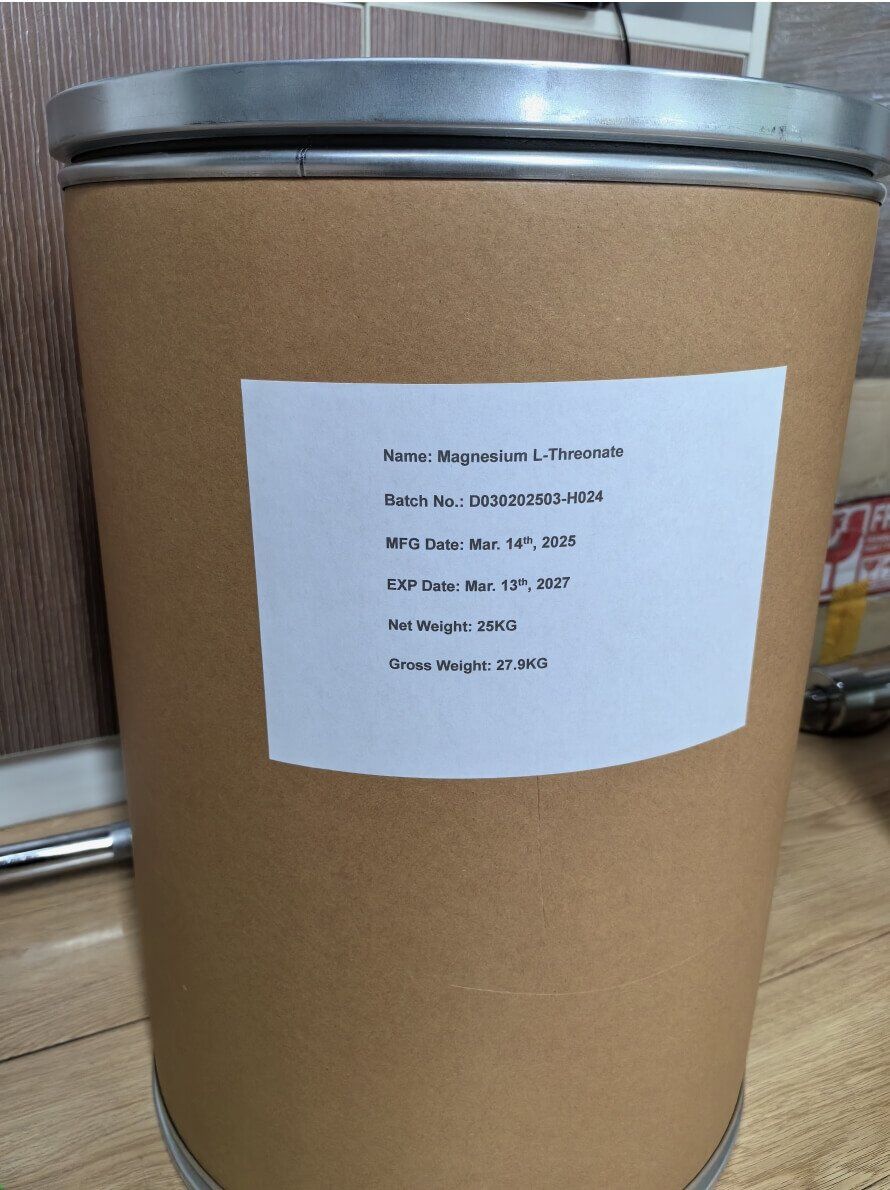 Name: Magnesium L-Threonate
Batch No.: D030202503-H024
MFG Date: Mar. 14th, 2025
EXP Date: Mar. 13th, 2027
Net Weight: 25KG
Gross Weight: 27.9KG